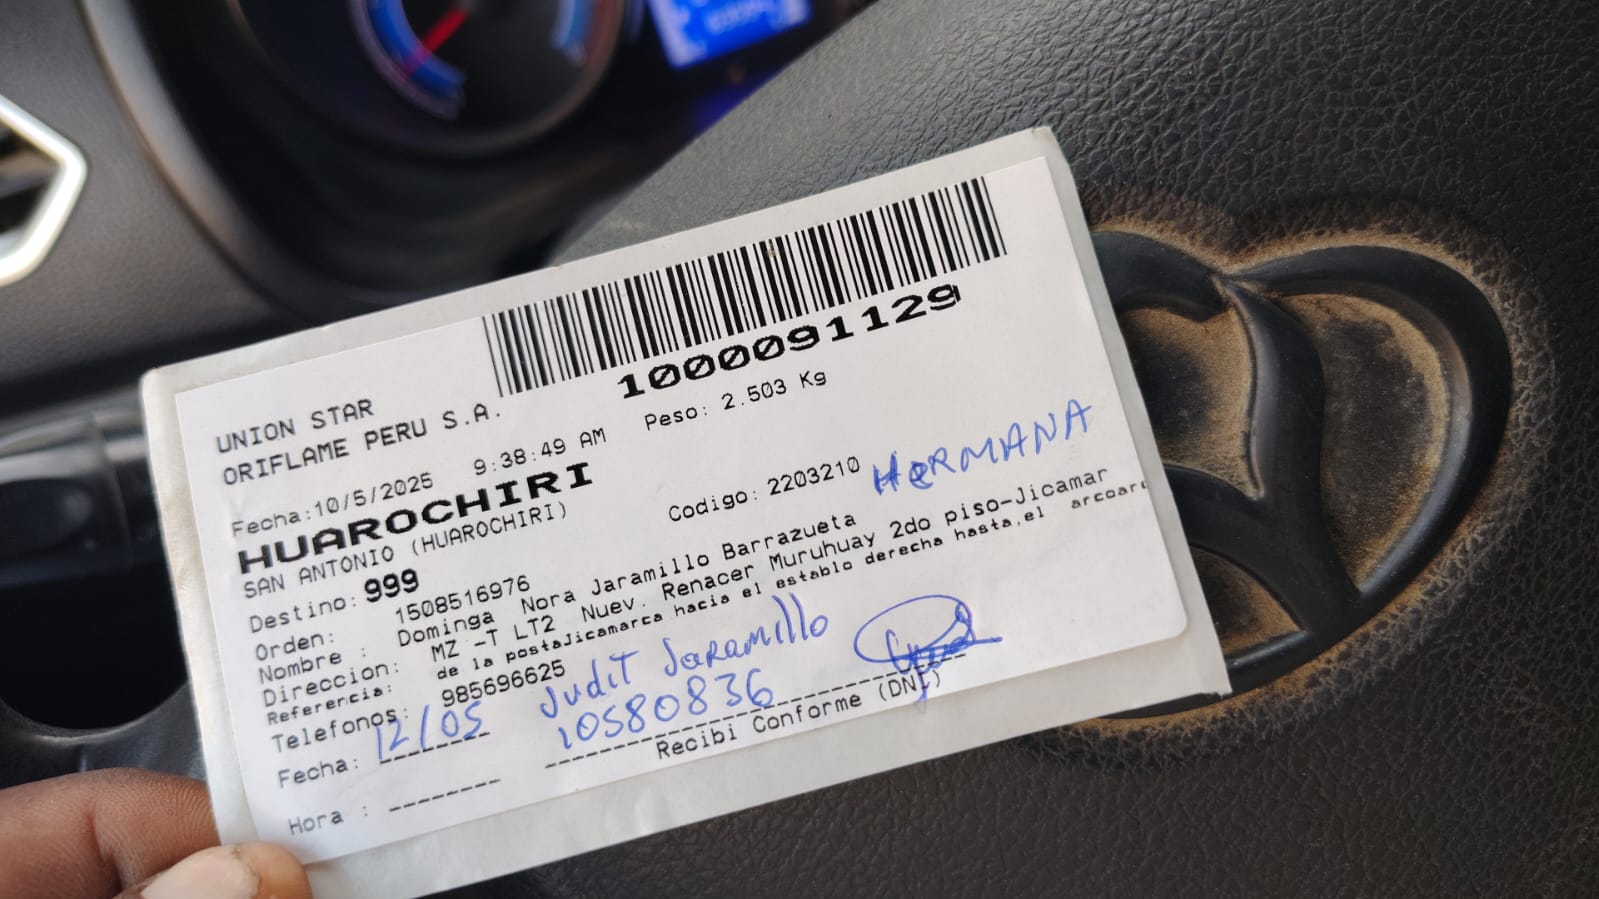 UNION STAR
ORIFLAME PERU S.A.
1000091129
Fecha:10/5/2025 9:38:49 AM Peso: 2.503 Kg
HUAROCHIRI
SAN ANTONIO (HUAROCHIRI)
Codigo: 2203210 HeRMANA
Destino: 999
Orden: 1508516976
Nombre : Dominga Nora Jaramillo Barrazueta
Direccion: MZ -T LT2 Nuev. Renacer Muruhuay 2do piso-Jicamar
Referencia: de la postaJicamarca hacia el establo derecha hasta,el arcoar
Telefonos: 985696625
Judit Jaramillo
Fecha: 12/05 10580836
Recibi Conforme (DNI)
Hora :